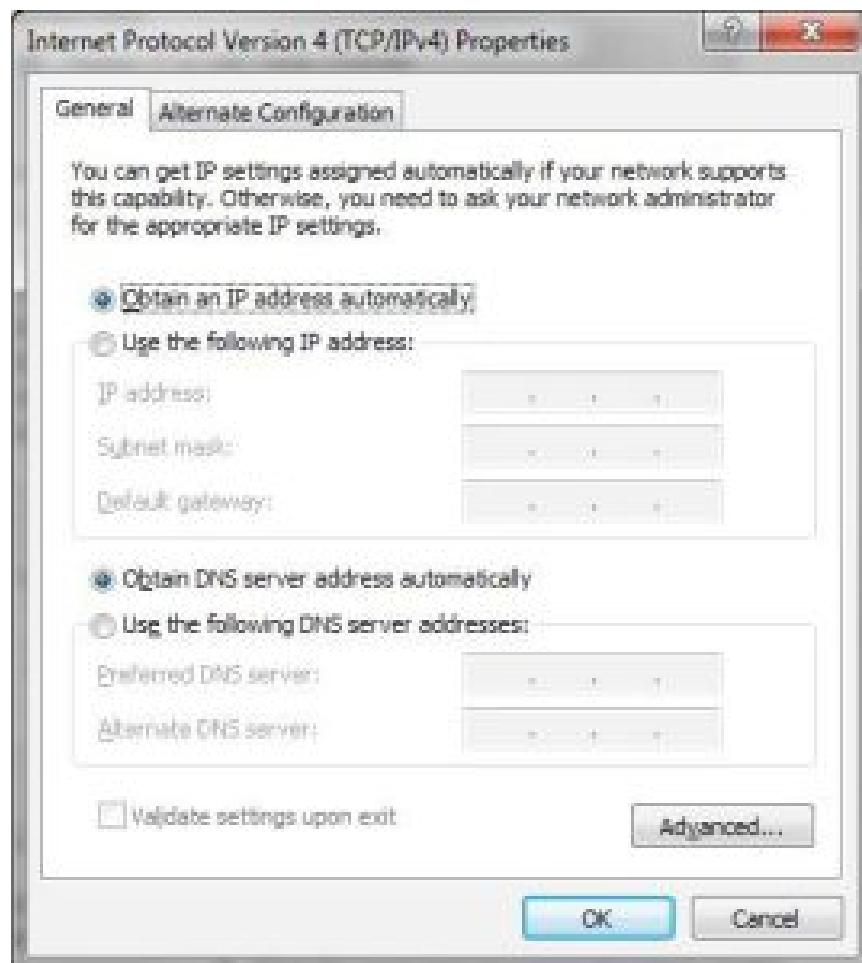 Internet Protocol Version 4 (TCP/IPv4) Properties
General
Alternate Configuration
You can get IP settings assigned automatically if your network supports
this capability. Otherwise, you need to ask your network administrator
for the appropriate IP settings.
Obtain an IP address automatically
Use the following IP address:
IP address:
Subnet mask:
Default gateway:
Obtain DNS server address automatically
Use the following DNS server addresses:
Preferred DNS server:
Alternate DNS server:
Validate settings upon exit
Advanced...
OK
Cancel